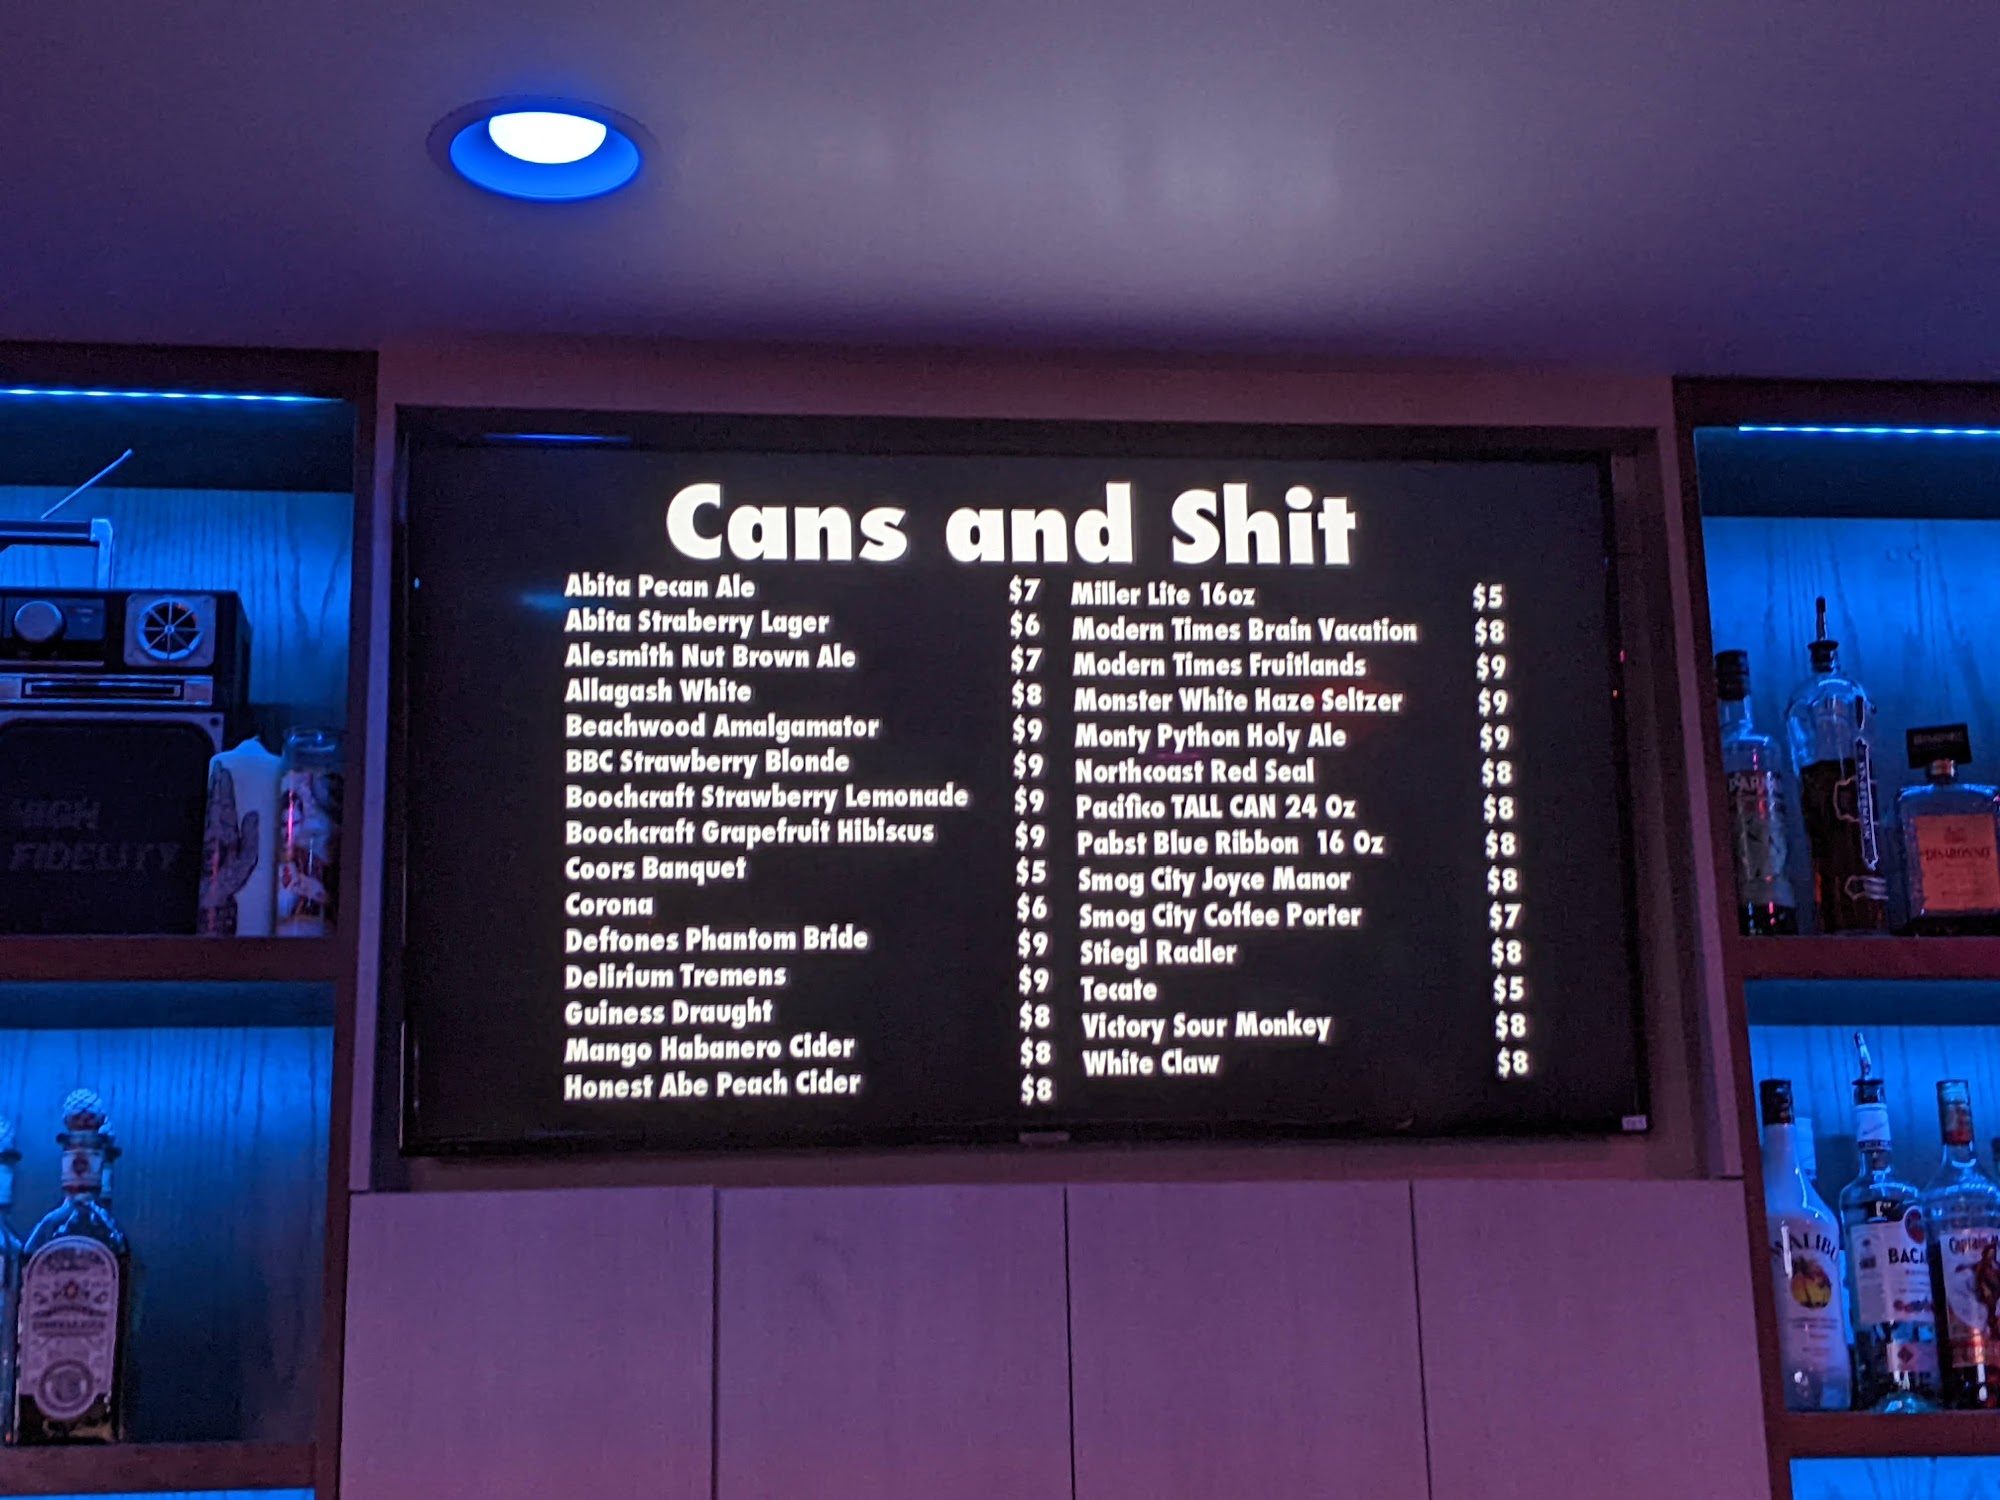 Cans and Shit
Abita Pecan Ale $7
Abita Straberry Lager $6
Alesmith Nut Brown Ale $7
Allagash White $8
Beachwood Amalgamator $9
BBC Strawberry Blonde $9
Boochcraft Strawberry Lemonade $9
Boochcraft Grapefruit Hibiscus $9
Coors Banquet $5
Corona $6
Deftones Phantom Bride $9
Delirium Tremens $9
Guiness Draught $8
Mango Habanero Cider $8
Honest Abe Peach Cider $8
Miller Lite 16oz $5
Modern Times Brain Vacation $8
Modern Times Fruitlands $9
Monster White Haze Seltzer $9
Monty Python Holy Ale $9
Northcoast Red Seal $8
Pacifico TALL CAN 24 Oz $8
Pabst Blue Ribbon 16 Oz $8
Smog City Joyce Manor $8
Smog City Coffee Porter $7
Stiegl Radler $8
Tecate $5
Victory Sour Monkey $8
White Claw $8
HIGH
FIDELITY
DISARONNO
MALIBU
BACA
Captain